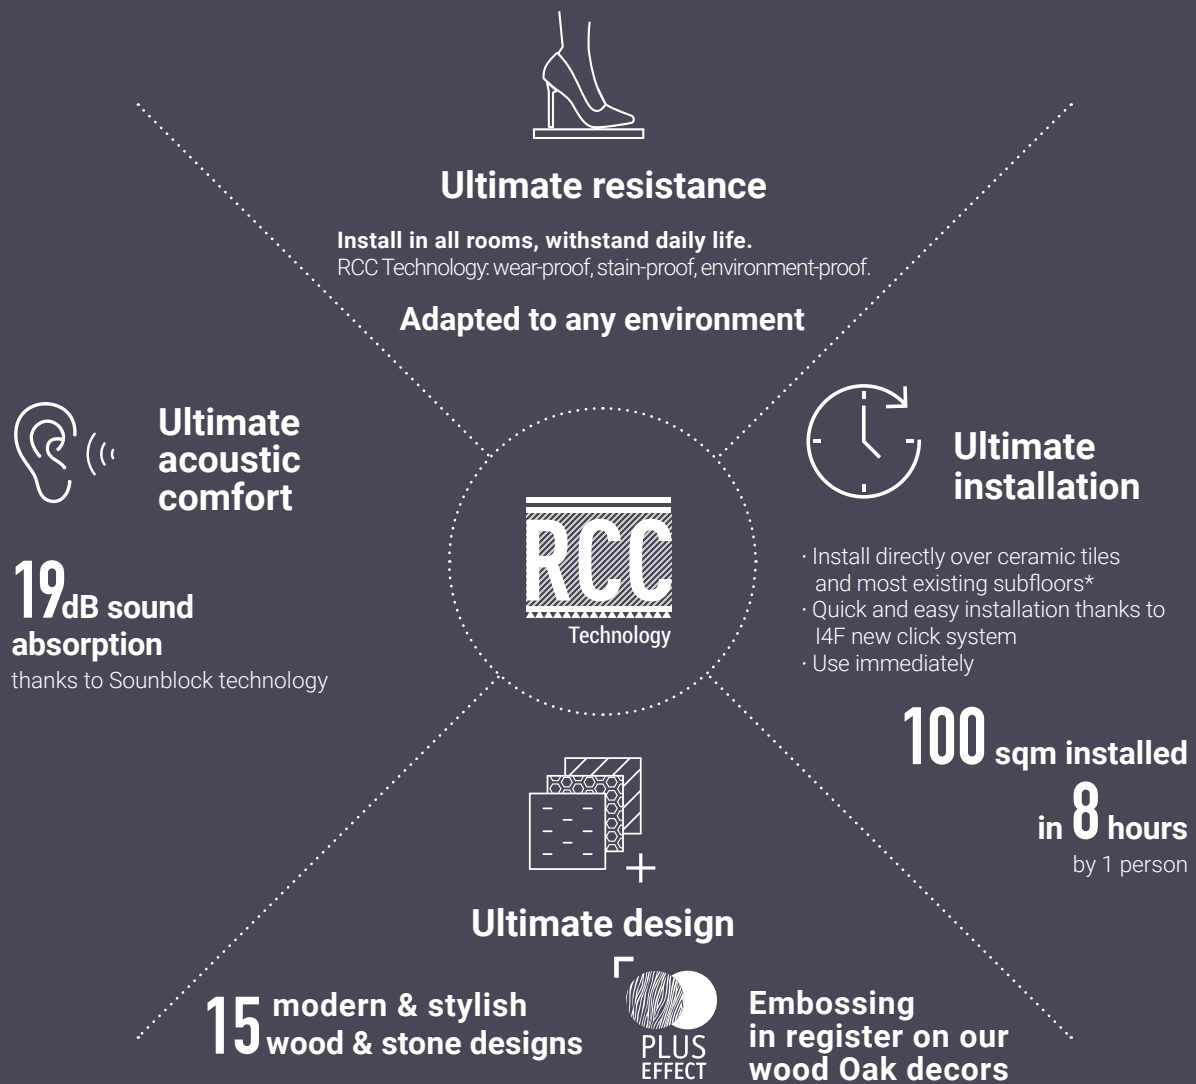 Ultimate resistance
Install in all rooms, withstand daily life.
RCC Technology: wear-proof, stain-proof, environment-proof.
Adapted to any environment
Ultimate
acoustic
comfort
19dB sound
absorption
thanks to Sounblock technology
RCC
Technology
Ultimate
installation
· Install directly over ceramic tiles
and most existing subfloors*
· Quick and easy installation thanks to
I4F new click system
· Use immediately
100 sqm installed
in 8 hours
by 1 person
Ultimate design
15 modern & stylish
wood & stone designs
PLUS
EFFECT
Embossing
in register on our
wood Oak decors